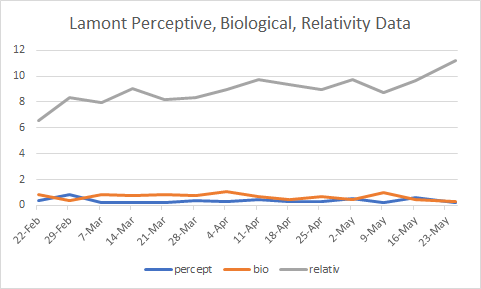 Lamont Perceptive, Biological, Relativity Data
12
10
8
6
4
2
0
22-Feb 29-Feb 7-Mar 14-Mar 21-Mar 28-Mar 4-Apr 11-Apr 18-Apr 25-Apr 2-May 9-May 16-May 23-May
percept bio relativ